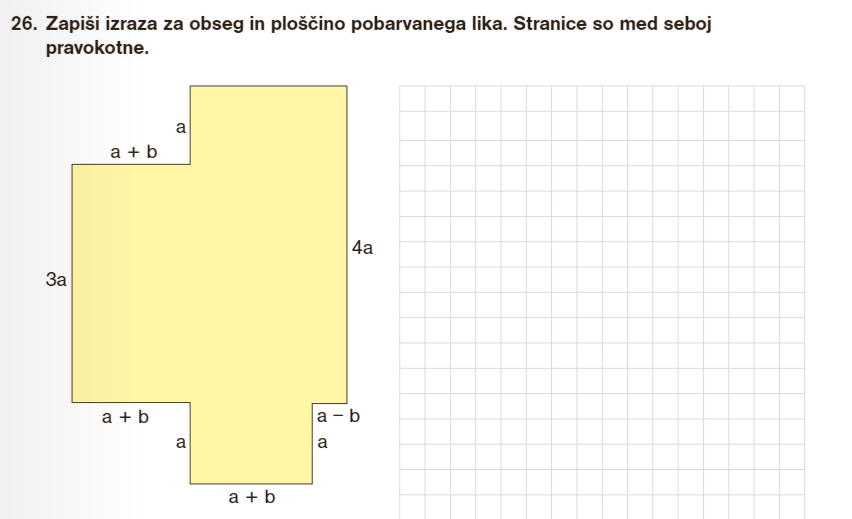 26. Zapiši izraza za obseg in ploščino pobarvanega lika. Stranice so med seboj
pravokotne.
a
a + b
4a
3a
a + b
a − b
a
a
a + b